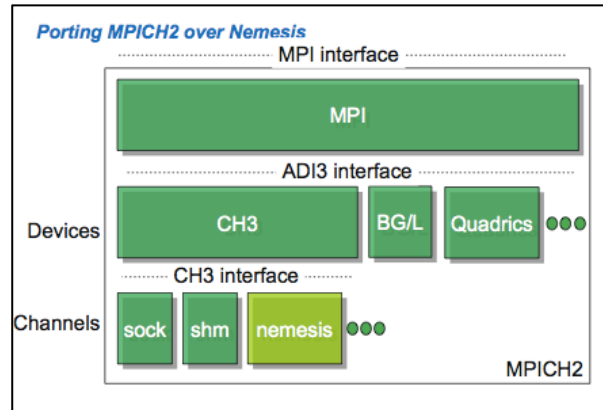 Porting MPICH2 over Nemesis
MPI interface
MPI
ADI3 interface
Devices
CH3
BG/L
Quadrics
CH3 interface
Channels
sock
shm
nemesis
MPICH2